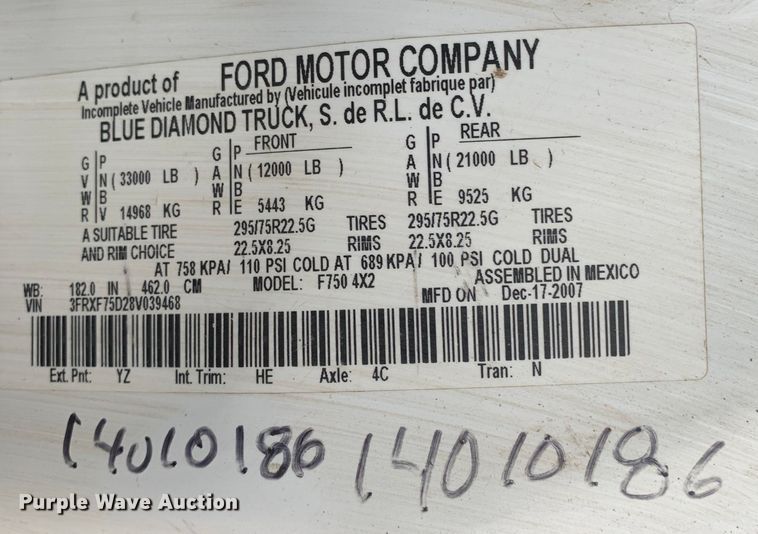 A product of FORD MOTOR COMPANY
Incomplete Vehicle Manufactured by (Vehicule incomplet fabrique par)
BLUE DIAMOND TRUCK, S. de R.L. de C.V.
FRONT REAR
G P G P G P
V N ( 33000 LB ) A N ( 12000 LB ) A N ( 21000 LB )
W B W B W B
R V 14968 KG R E 5443 KG R E 9525 KG
A SUITABLE TIRE 295/75R22.5G TIRES 295/75R22.5G TIRES
AND RIM CHOICE 22.5X8.25 RIMS 22.5X8.25 RIMS
AT 758 KPA/ 110 PSI COLD AT 689 KPA/ 100 PSI COLD DUAL
WB: 182.0 IN 462.0 CM MODEL: F750 4X2 ASSEMBLED IN MEXICO
VIN 3FRXF75D28V039468 MFD ON Dec-17-2007
Ext. Pnt: YZ Int. Trim: HE Axle: 4C Tran: N
14010186 14010186
Purple Wave Auction